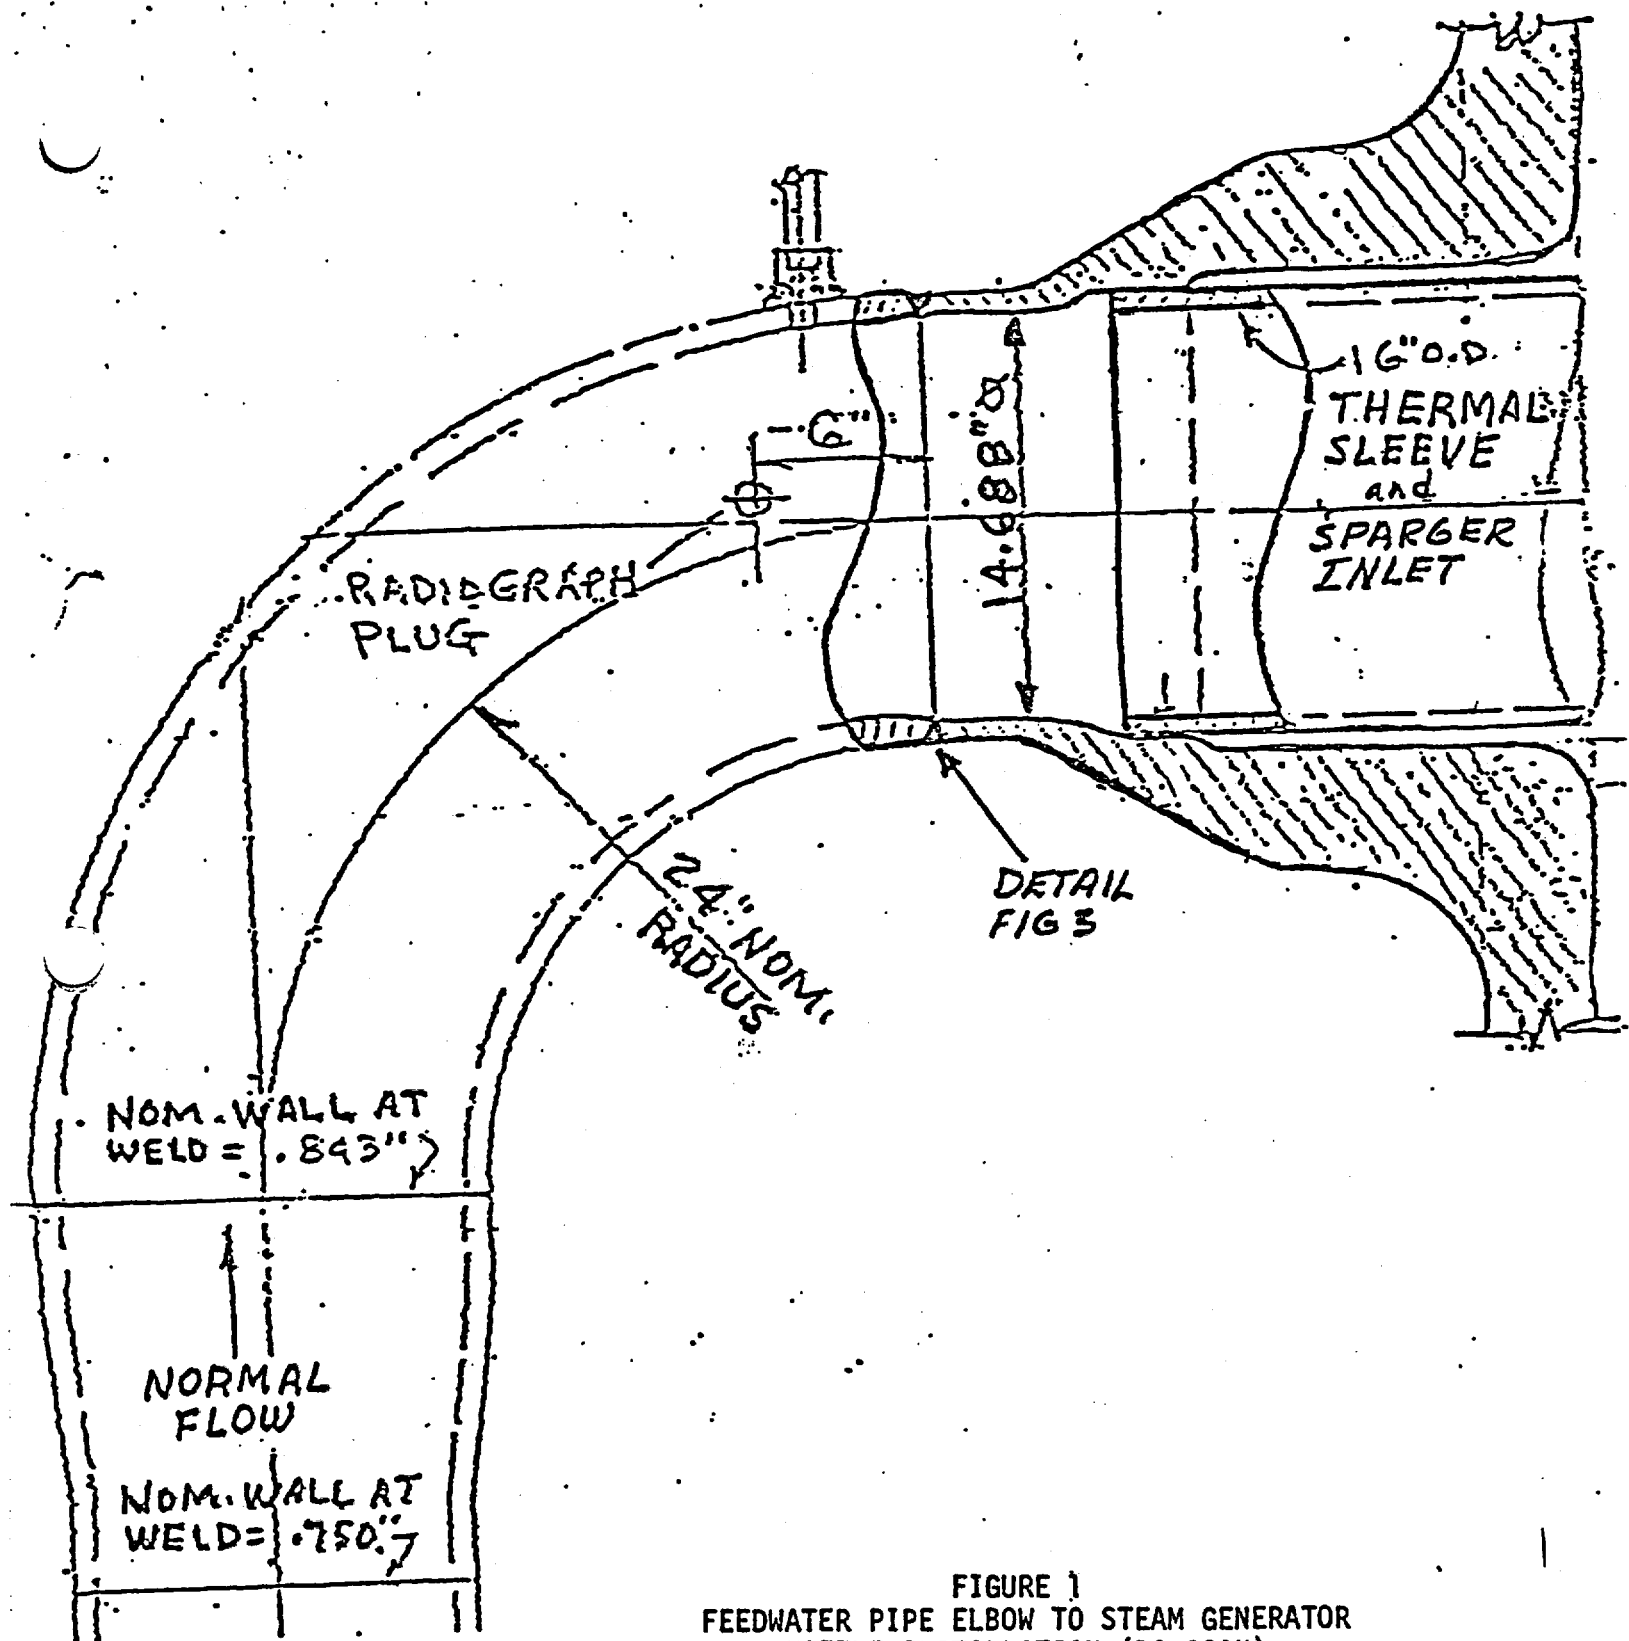 16" O.D.
THERMAL
SLEEVE
and
SPARGER
INLET
6"
14.688" Ø
RADIOGRAPH
PLUG
24" NOM.
RADIUS
DETAIL
FIG 3
NOM. WALL AT
WELD = .843"
NORMAL
FLOW
NOM. WALL AT
WELD = .750"
FIGURE 1
FEEDWATER PIPE ELBOW TO STEAM GENERATOR